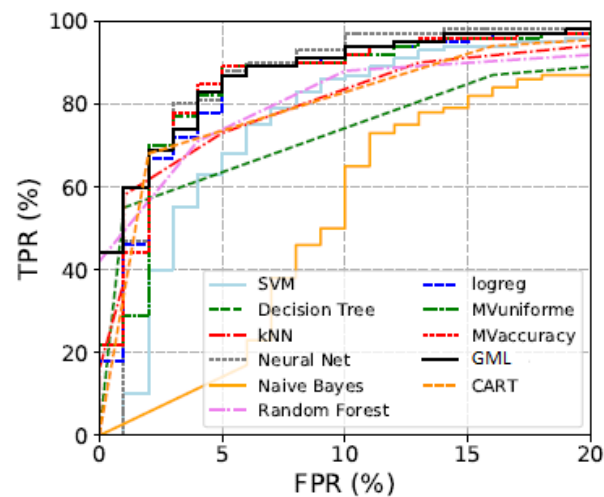 100
80
60
40
20
0
TPR (%)
SVM
Decision Tree
kNN
Neural Net
Naive Bayes
Random Forest
logreg
MVuniforme
MVaccuracy
GML
CART
0 5 10 15 20
FPR (%)